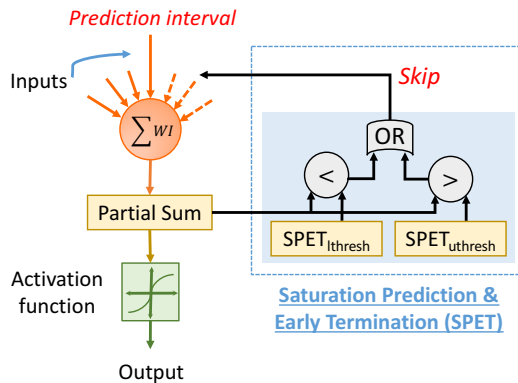 Prediction interval
Inputs
Skip
∑ WI
OR
<
>
Partial Sum
SPETlthresh
SPETuthresh
Activation
function
Saturation Prediction &
Early Termination (SPET)
Output